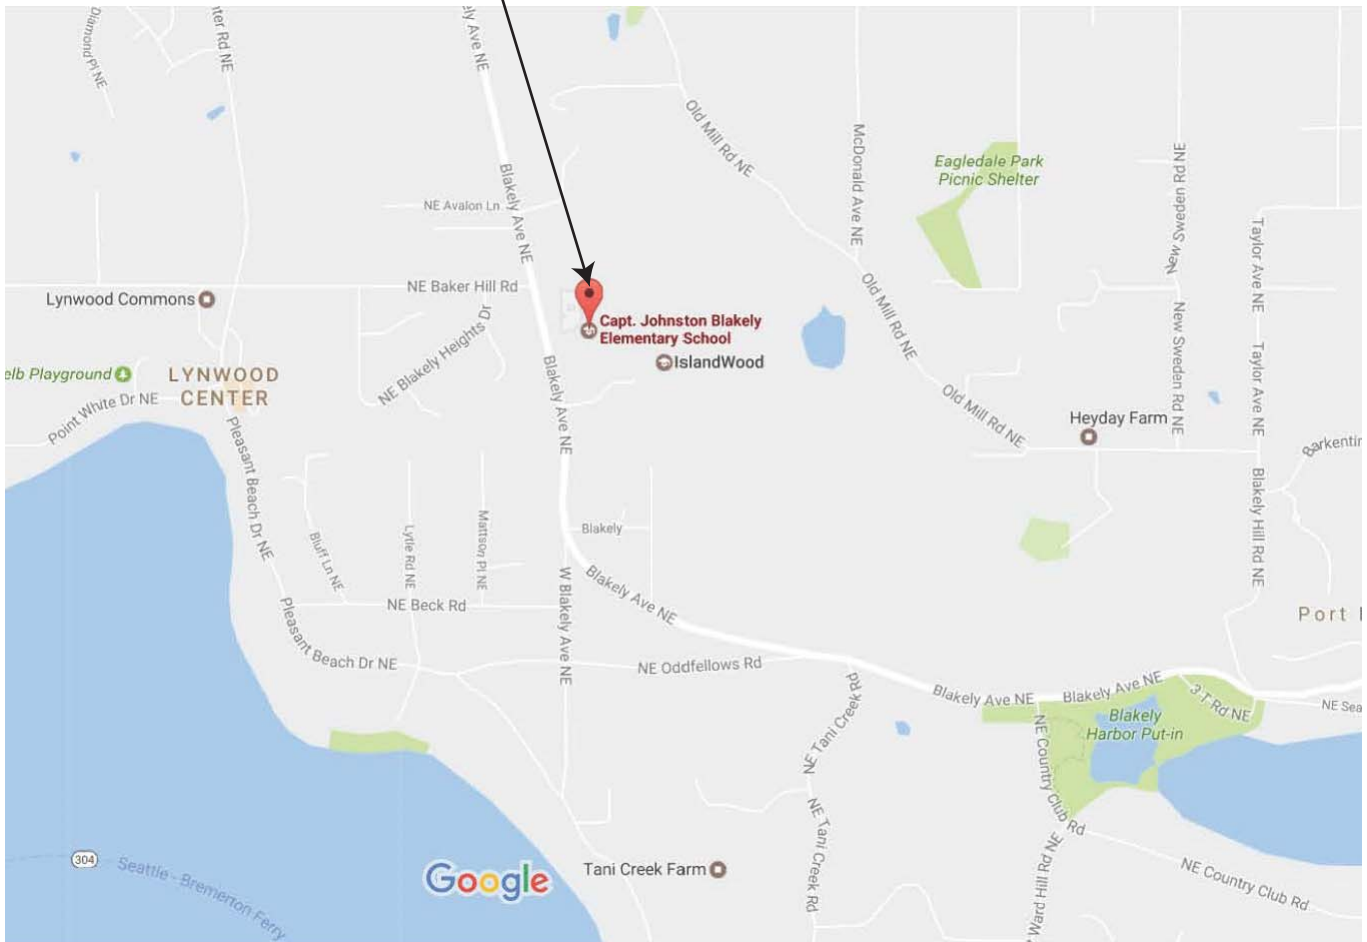 Diamond Pl NE
ter Rd NE
ely Ave NE
Old Mill Rd NE
McDonald Ave NE
Eagledale Park
Picnic Shelter
New Sweden Rd NE
Blakely Ave NE
NE Avalon Ln
Taylor Ave NE
NE Baker Hill Rd
Lynwood Commons
Capt. Johnston Blakely
Elementary School
IslandWood
Old Mill Rd NE
New Sweden Rd NE
Taylor Ave NE
NE Blakely Heights Dr
elb Playground
LYNWOOD
CENTER
Point White Dr NE
Blakely Ave NE
Old Mill Rd NE
Heyday Farm
Barkentin
Pleasant Beach Dr NE
Blakely Hill Rd NE
Bluff Ln NE
Lytle Rd NE
Mattson Pl NE
Blakely
Blakely Ave NE
W Blakely Ave NE
NE Beck Rd
Port
Pleasant Beach Dr NE
NE Oddfellows Rd
Blakely Ave NE
Blakely Ave NE
3-T Rd NE
NE Sea
Blakely
Harbor Put-in
NE Tani Creek Rd
NE Country Club Rd
NE Tani Creek Rd
304
Seattle - Bremerton Ferry
Google
Tani Creek Farm
Ward Hill Rd NE
NE Country Club Rd